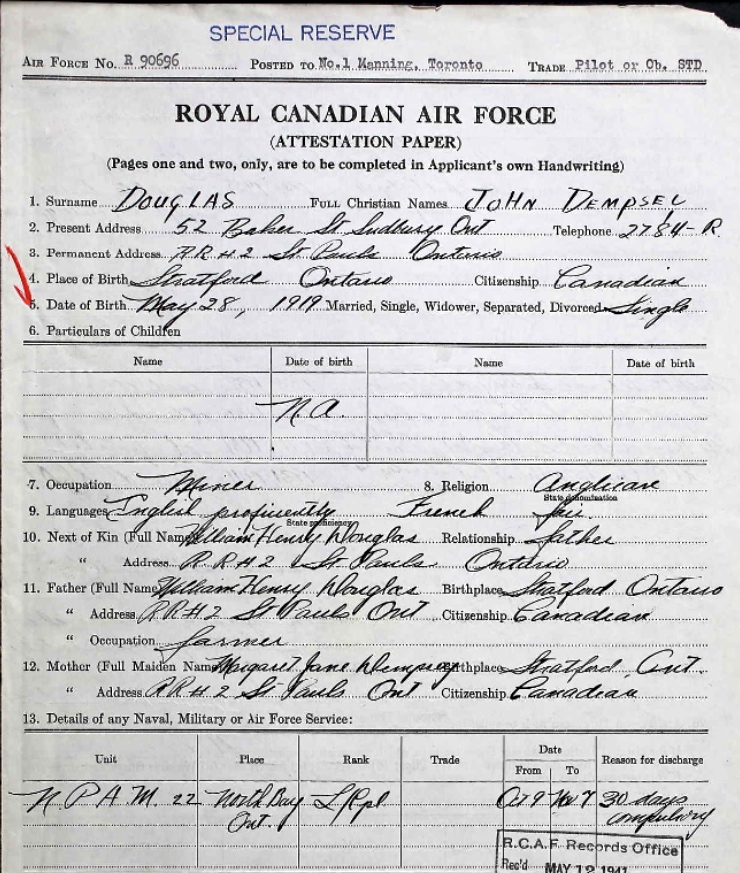 SPECIAL RESERVE
AIR FORCE NO. R 90696 POSTED TO No.1 Manning, Toronto TRADE Pilot or Ob. STD
ROYAL CANADIAN AIR FORCE
(ATTESTATION PAPER)
(Pages one and two, only, are to be completed in Applicant's own Handwriting)
1. Surname DOUGLAS FULL Christian Names JOHN DEMPSEY
2. Present Address 52 Baker St Sudbury Ont Telephone 2784-R
3. Permanent Address RR#2 St Pauls Ontario
4. Place of Birth Stratford Ontario Citizenship Canadian
5. Date of Birth May 28, 1919 Married, Single, Widower, Separated, Divorced Single
6. Particulars of Children
Name Date of birth Name Date of birth
N.A.
7. Occupation Miner 8. Religion Anglican
State denomination
9. Languages English proficiently French fair
State proficiency
10. Next of Kin (Full Name) William Henry Douglas Relationship father
" Address R.R#2 St Pauls Ontario
11. Father (Full Name) William Henry Douglas Birthplace Stratford Ontario
" Address RR#2 St Pauls Ont Citizenship Canadian
" Occupation farmer
12. Mother (Full Maiden Name) Margaret Jane Dempsey Birthplace Stratford, Ont.
" Address RR#2 St Pauls Ont Citizenship Canadian
13. Details of any Naval, Military or Air Force Service:
Unit Place Rank Trade Date Reason for discharge
From To
N.P.A.M. 22 North Bay Ont. Oct 9 Nov 7 30 days compulsory
R.C.A.F. Records Office
Rec'd MAY 12 1941